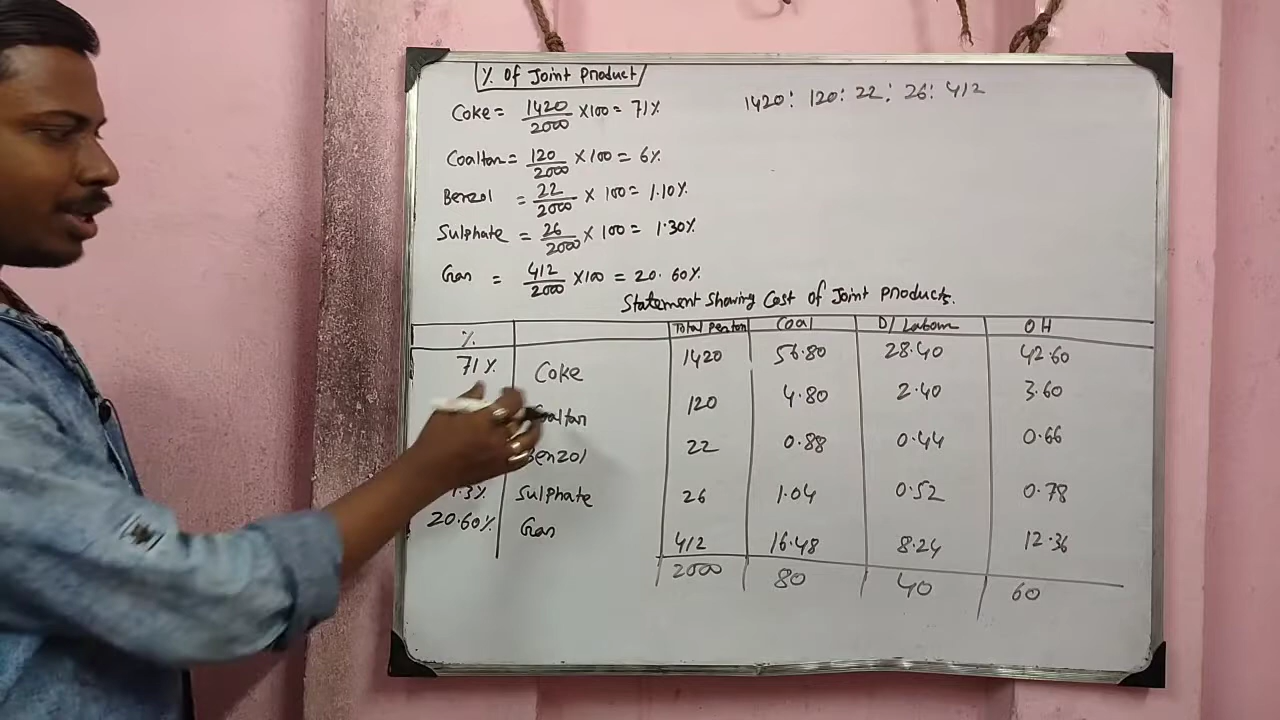 % Of Joint Product
Coke = 1420/2000 × 100 = 71%
1420 : 120 : 22 : 26 : 412
Coaltar = 120/2000 × 100 = 6%
Benzol = 22/2000 × 100 = 1.10%
Sulphate = 26/2000 × 100 = 1.30%
Gas = 412/2000 × 100 = 20.60%
Statement Showing Cost of Joint Products.
% Total Per ton Coal D/Labour OH
71% Coke 1420 56.80 28.40 42.60
120 4.80 2.40 3.60
Benzol 22 0.88 0.44 0.66
1.3% Sulphate 26 1.04 0.52 0.78
20.60% Gas 412 16.48 8.24 12.36
2000 80 40 60